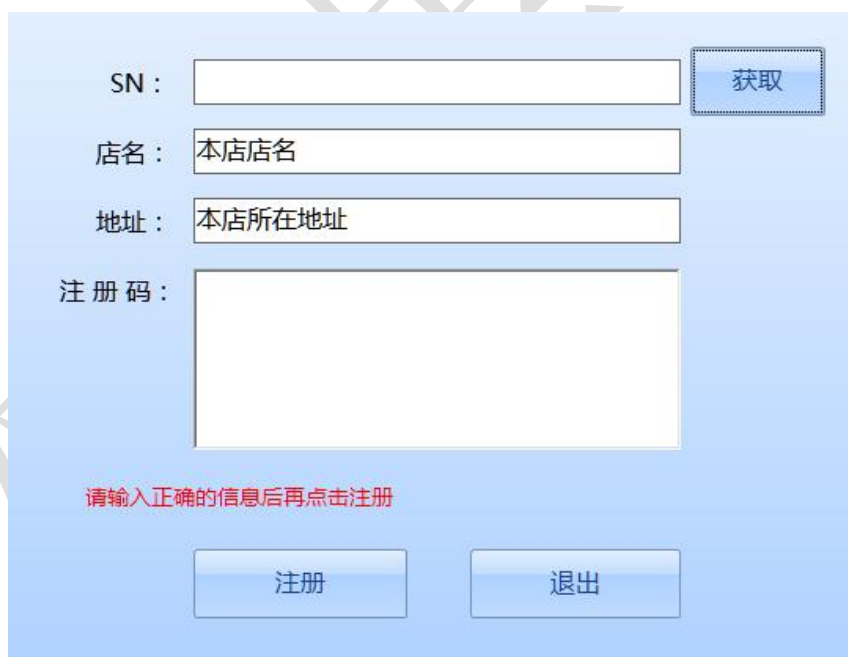 SN： 获取
店名： 本店店名
地址： 本店所在地址
注 册 码：
请输入正确的信息后再点击注册
注册 退出